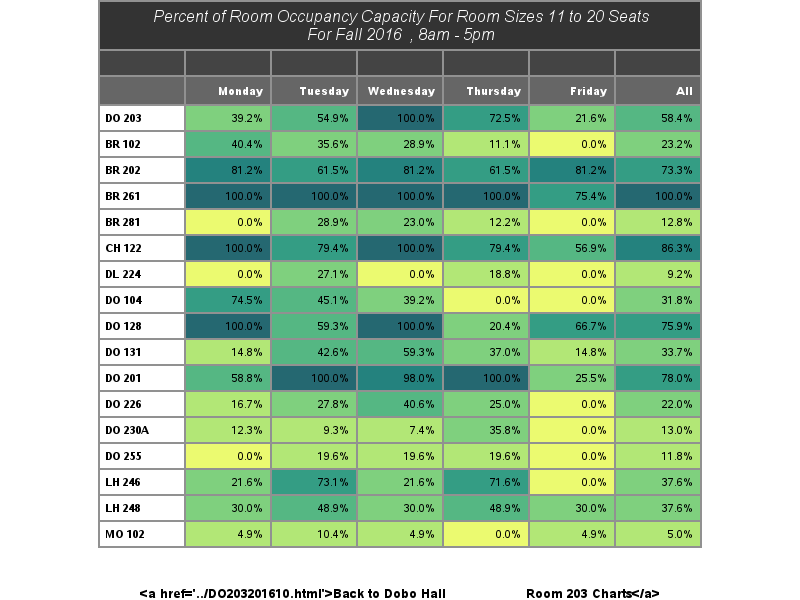 Percent of Room Occupancy Capacity For Room Sizes 11 to 20 Seats
For Fall 2016 , 8am - 5pm
Monday Tuesday Wednesday Thursday Friday All
DO 203 39.2% 54.9% 100.0% 72.5% 21.6% 58.4%
BR 102 40.4% 35.6% 28.9% 11.1% 0.0% 23.2%
BR 202 81.2% 61.5% 81.2% 61.5% 81.2% 73.3%
BR 261 100.0% 100.0% 100.0% 100.0% 75.4% 100.0%
BR 281 0.0% 28.9% 23.0% 12.2% 0.0% 12.8%
CH 122 100.0% 79.4% 100.0% 79.4% 56.9% 86.3%
DL 224 0.0% 27.1% 0.0% 18.8% 0.0% 9.2%
DO 104 74.5% 45.1% 39.2% 0.0% 0.0% 31.8%
DO 128 100.0% 59.3% 100.0% 20.4% 66.7% 75.9%
DO 131 14.8% 42.6% 59.3% 37.0% 14.8% 33.7%
DO 201 58.8% 100.0% 98.0% 100.0% 25.5% 78.0%
DO 226 16.7% 27.8% 40.6% 25.0% 0.0% 22.0%
DO 230A 12.3% 9.3% 7.4% 35.8% 0.0% 13.0%
DO 255 0.0% 19.6% 19.6% 19.6% 0.0% 11.8%
LH 246 21.6% 73.1% 21.6% 71.6% 0.0% 37.6%
LH 248 30.0% 48.9% 30.0% 48.9% 30.0% 37.6%
MO 102 4.9% 10.4% 4.9% 0.0% 4.9% 5.0%
<a href='../DO203201610.html'>Back to Dobo Hall Room 203 Charts</a>